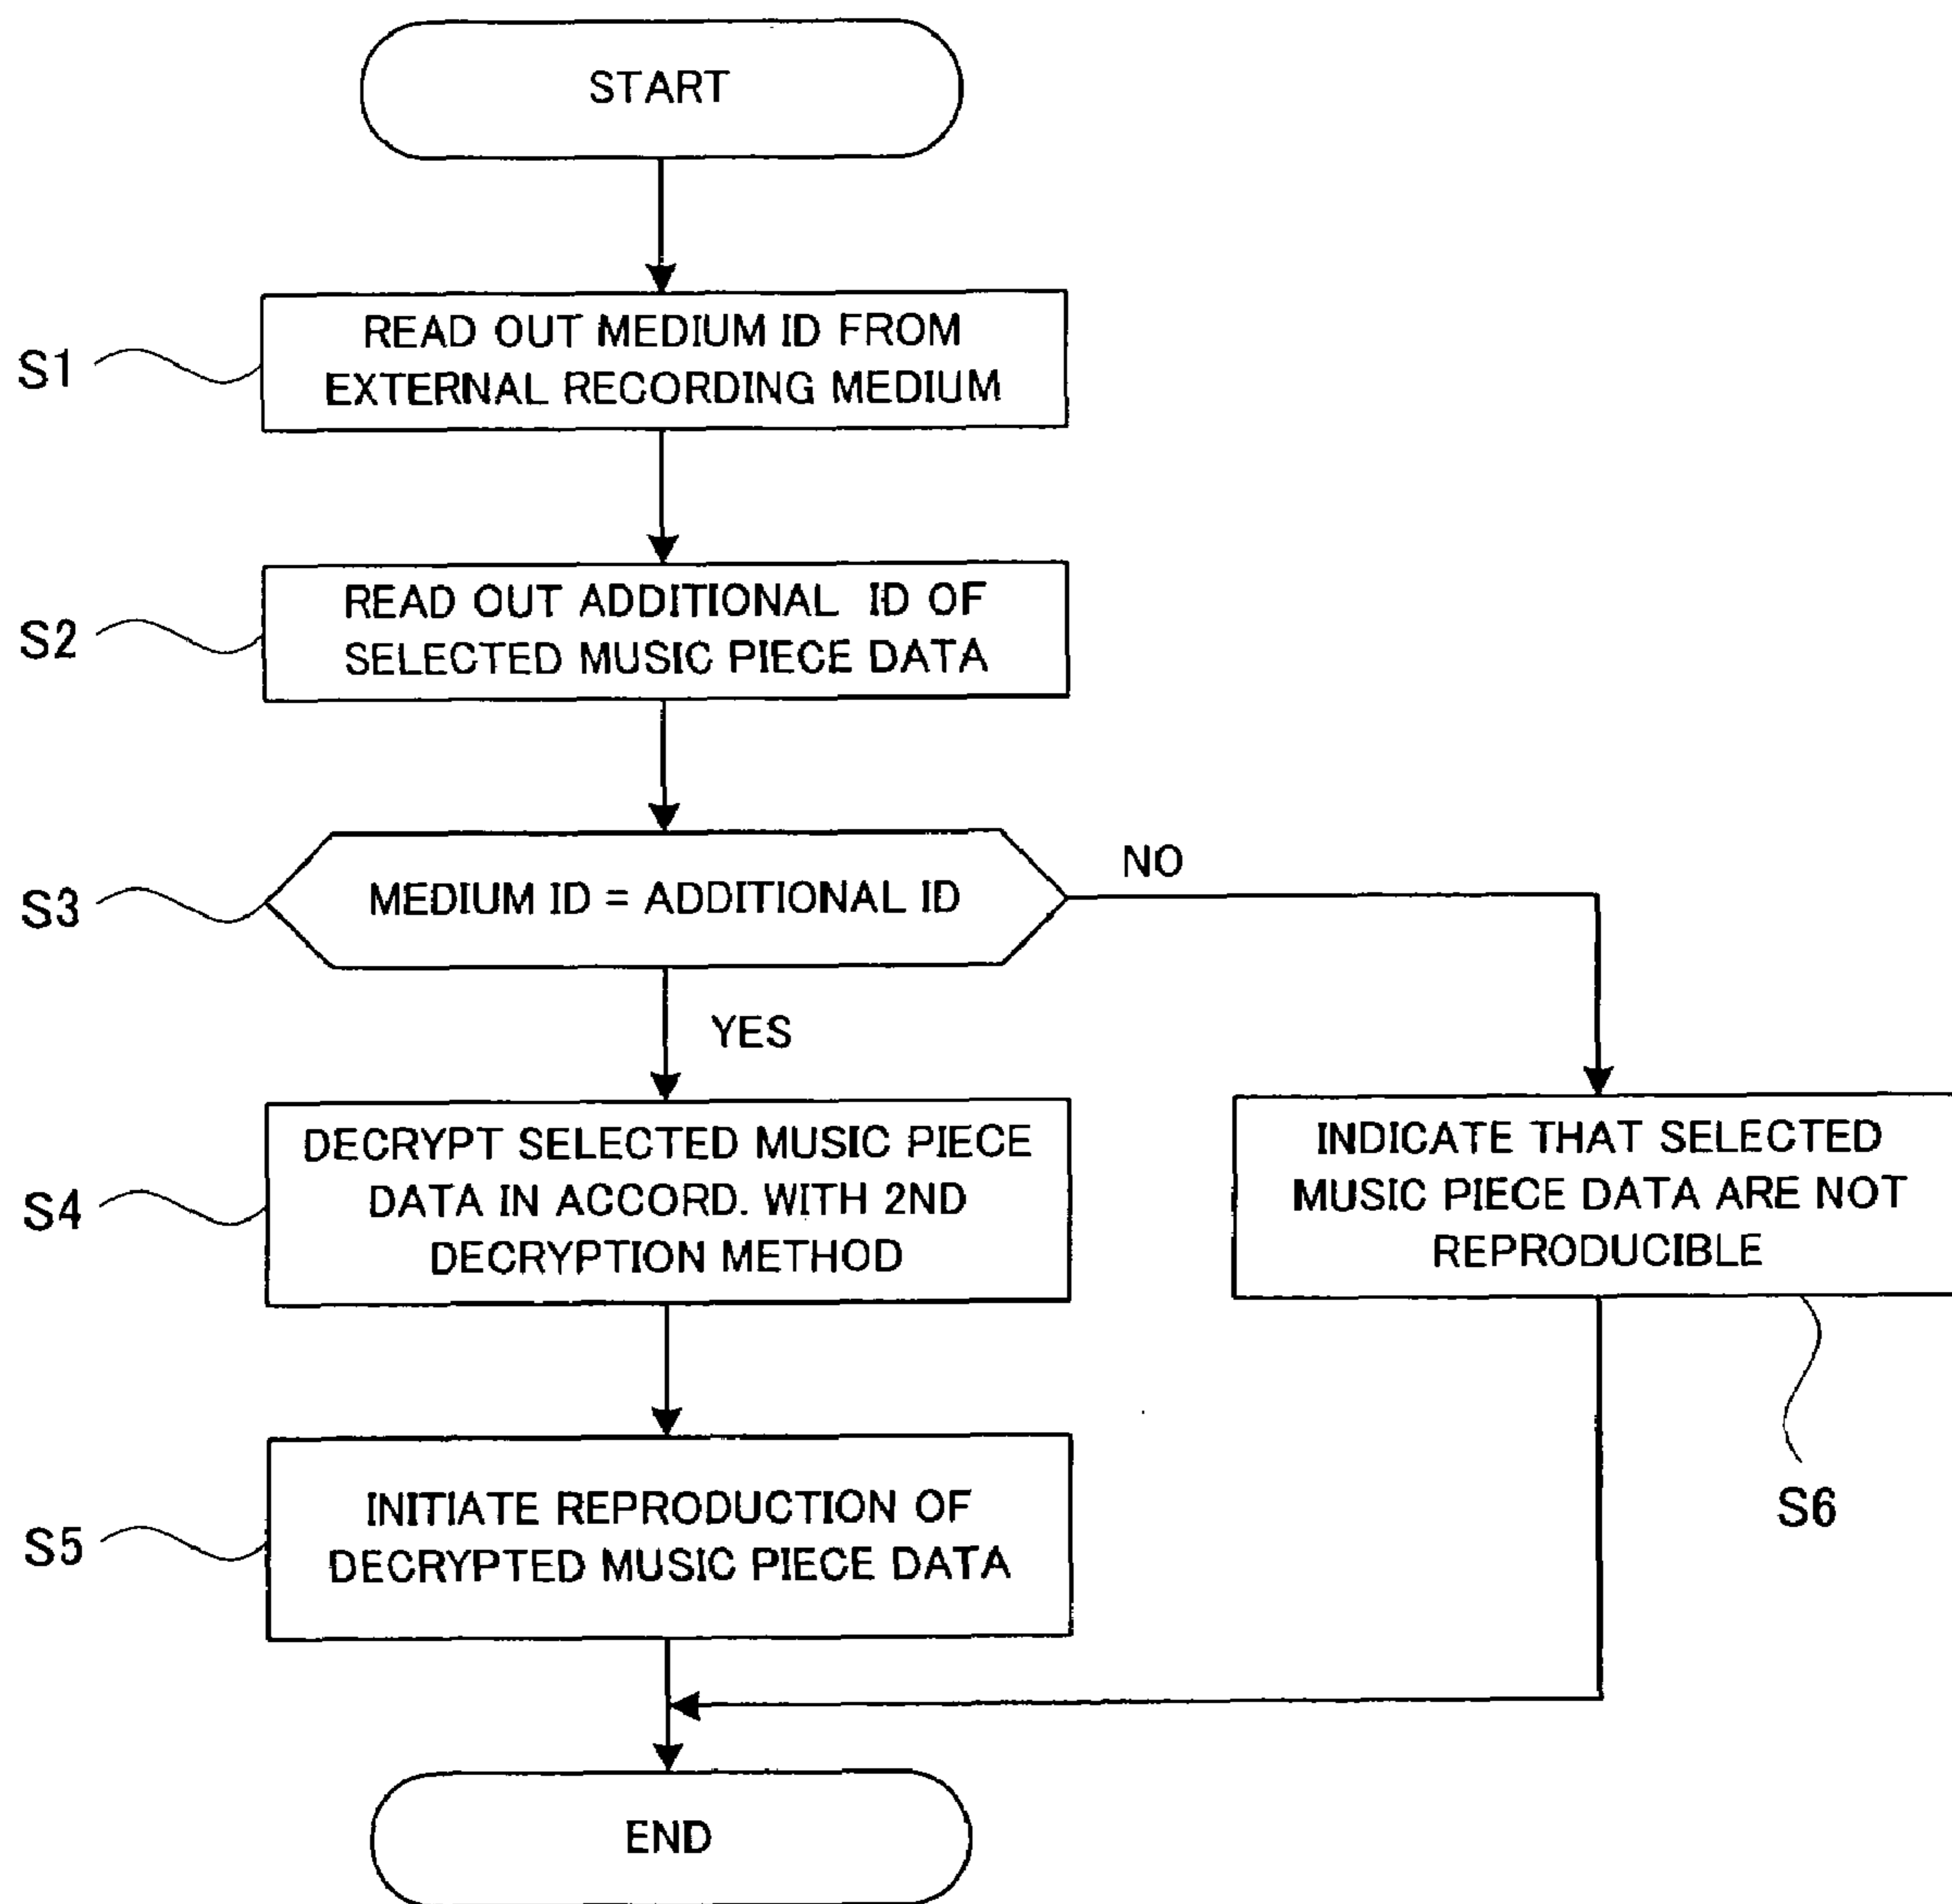 START
S1
READ OUT MEDIUM ID FROM
EXTERNAL RECORDING MEDIUM
S2
READ OUT ADDITIONAL ID OF
SELECTED MUSIC PIECE DATA
S3
MEDIUM ID = ADDITIONAL ID
NO
YES
S4
DECRYPT SELECTED MUSIC PIECE
DATA IN ACCORD. WITH 2ND
DECRYPTION METHOD
INDICATE THAT SELECTED
MUSIC PIECE DATA ARE NOT
REPRODUCIBLE
S6
S5
INITIATE REPRODUCTION OF
DECRYPTED MUSIC PIECE DATA
END